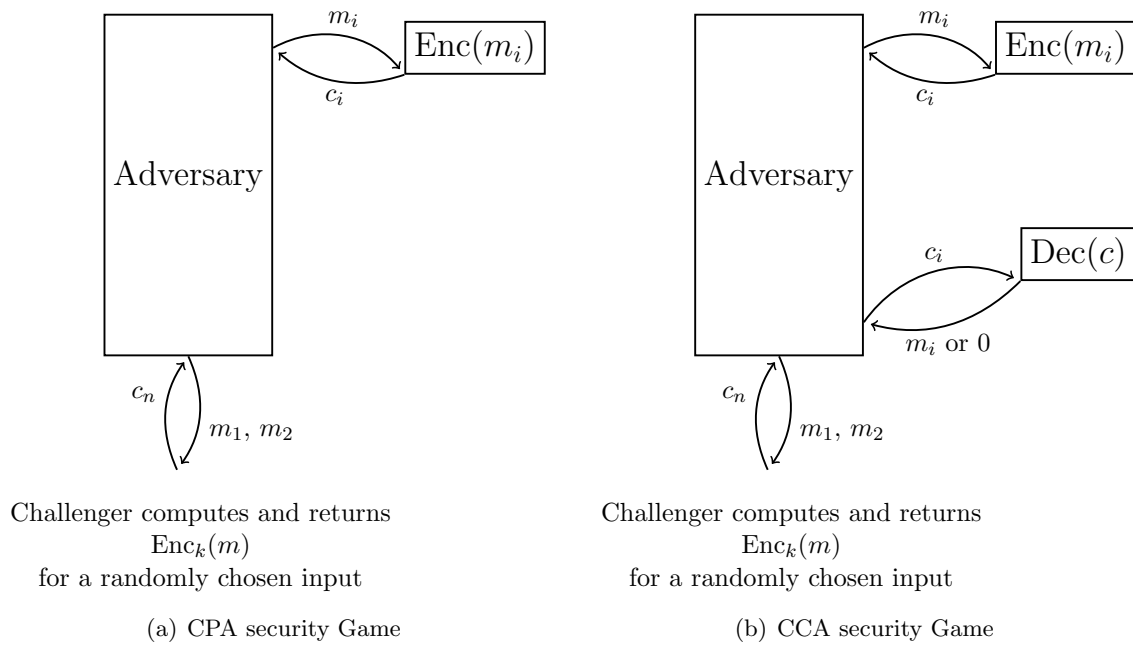 m_i
Enc(m_i)
c_i
Adversary
c_n
m_1, m_2
Challenger computes and returns
Enc_k(m)
for a randomly chosen input
(a) CPA security Game
m_i
Enc(m_i)
c_i
Adversary
c_i
Dec(c)
m_i or 0
c_n
m_1, m_2
Challenger computes and returns
Enc_k(m)
for a randomly chosen input
(b) CCA security Game